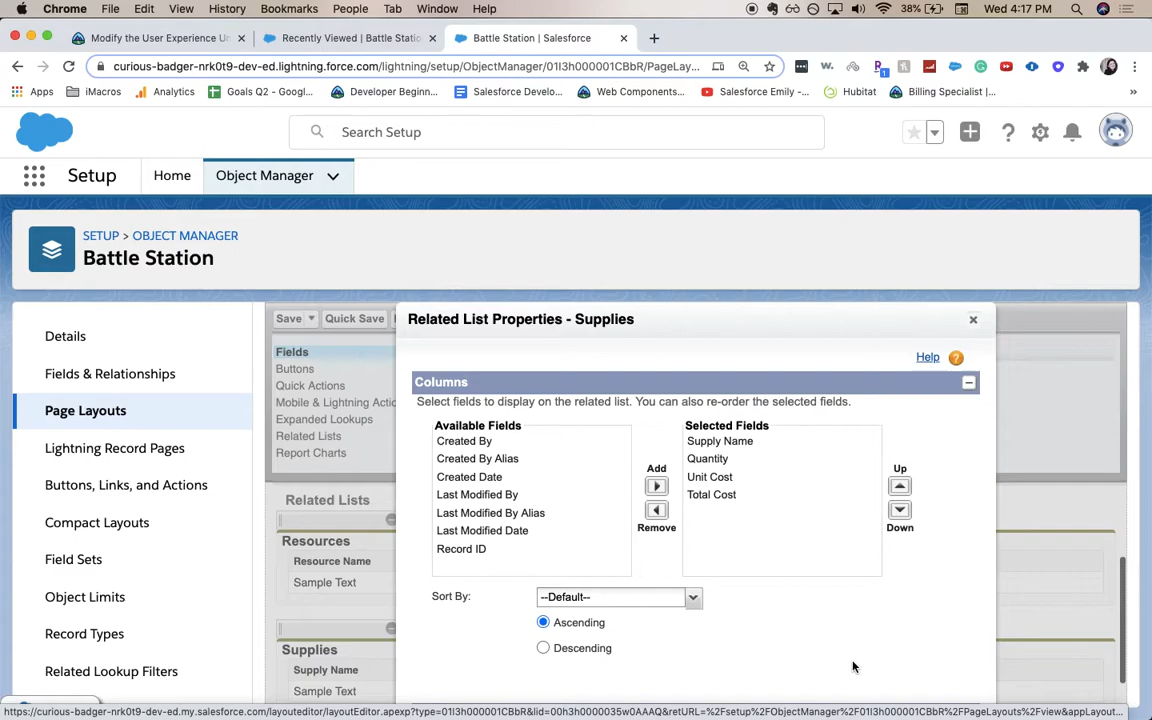 Chrome File Edit View History Bookmarks People Tab Window Help 38% Wed 4:17 PM
Modify the User Experience Un Recently Viewed | Battle Statio Battle Station | Salesforce
curious-badger-nrk0t9-dev-ed.lightning.force.com/lightning/setup/ObjectManager/01I3h000001CBbR/PageLay...
Apps iMacros Analytics Goals Q2 - Googl... Developer Beginn... Salesforce Develo... Web Components... Salesforce Emily -... Hubitat Billing Specialist |... »
Search Setup
Setup Home Object Manager
SETUP > OBJECT MANAGER
Battle Station
Details
Fields & Relationships
Page Layouts
Lightning Record Pages
Buttons, Links, and Actions
Compact Layouts
Field Sets
Object Limits
Record Types
Related Lookup Filters
Save Quick Save
Fields
Buttons
Quick Actions
Mobile & Lightning Actio
Expanded Lookups
Related Lists
Report Charts
Related Lists
Resources
Resource Name
Sample Text
Supplies
Supply Name
Sample Text
Related List Properties - Supplies
Help ?
Columns
Select fields to display on the related list. You can also re-order the selected fields.
Available Fields
Created By
Created By Alias
Created Date
Last Modified By
Last Modified By Alias
Last Modified Date
Record ID
Add
Remove
Selected Fields
Supply Name
Quantity
Unit Cost
Total Cost
Up
Down
Sort By: --Default--
Ascending
Descending
https://curious-badger-nrk0t9-dev-ed.my.salesforce.com/layouteditor/layoutEditor.apexp?type=01I3h000001CBbR&lid=00h3h0000035w0AAAQ&retURL=%2Fsetup%2FObjectManager%2F01I3h000001CBbR%2FPageLayouts%2Fview&appLayout...